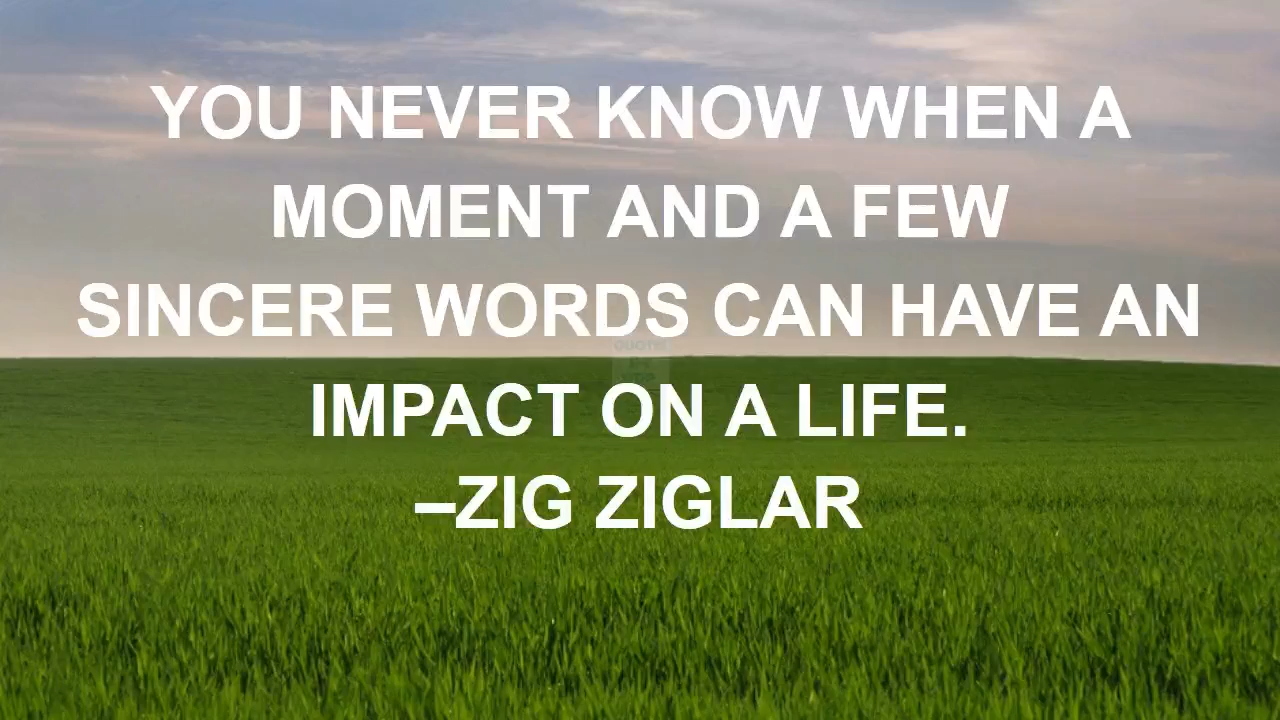 YOU NEVER KNOW WHEN A
MOMENT AND A FEW
SINCERE WORDS CAN HAVE AN
IMPACT ON A LIFE.
–ZIG ZIGLAR